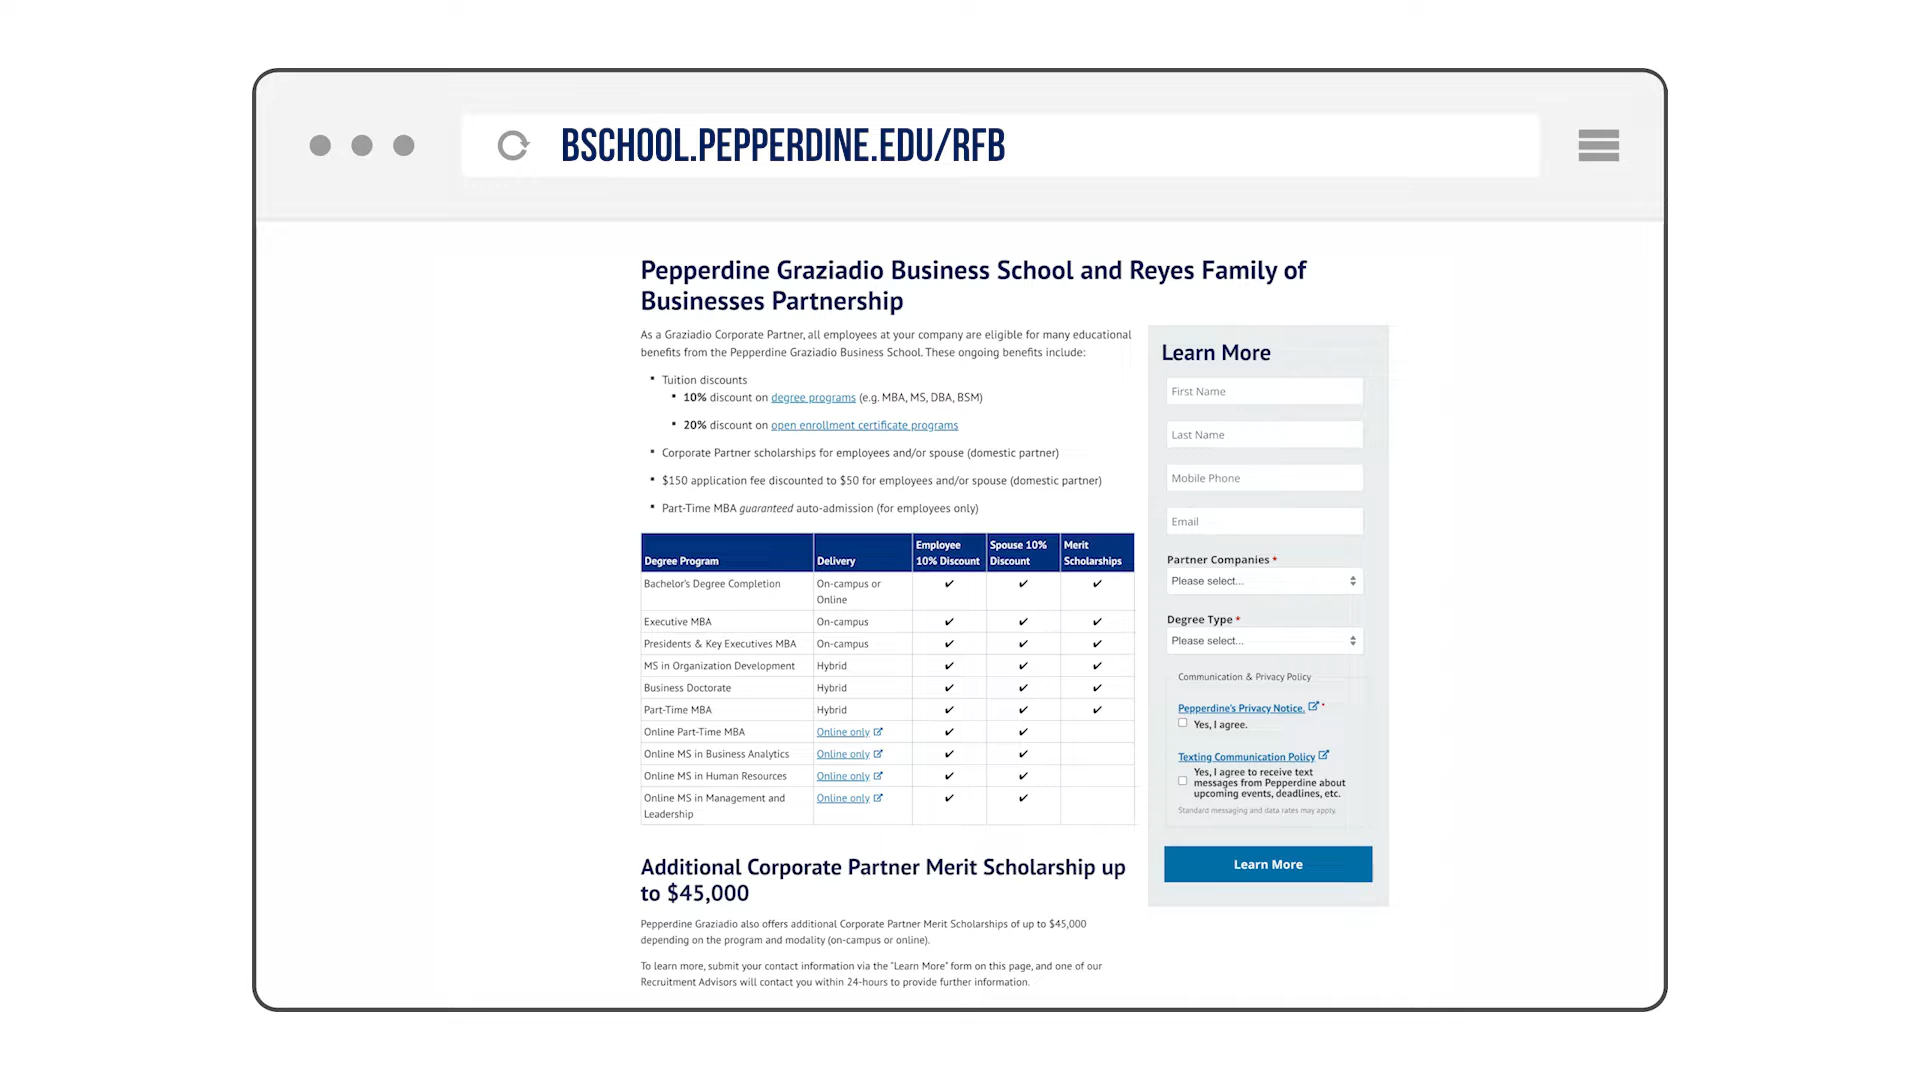 BSCHOOL.PEPPERDINE.EDU/RFB
Pepperdine Graziadio Business School and Reyes Family of
Businesses Partnership
As a Graziadio Corporate Partner, all employees at your company are eligible for many educational
benefits from the Pepperdine Graziadio Business School. These ongoing benefits include:
Tuition discounts
10% discount on degree programs (e.g. MBA, MS, DBA, BSM)
20% discount on open enrollment certificate programs
Corporate Partner scholarships for employees and/or spouse (domestic partner)
$150 application fee discounted to $50 for employees and/or spouse (domestic partner)
Part-Time MBA guaranteed auto-admission (for employees only)
Degree Program Delivery Employee 10% Discount Spouse 10% Discount Merit Scholarships
Bachelor's Degree Completion On-campus or Online ✔ ✔ ✔
Executive MBA On-campus ✔ ✔ ✔
Presidents & Key Executives MBA On-campus ✔ ✔ ✔
MS in Organization Development Hybrid ✔ ✔ ✔
Business Doctorate Hybrid ✔ ✔ ✔
Part-Time MBA Hybrid ✔ ✔ ✔
Online Part-Time MBA Online only ✔ ✔
Online MS in Business Analytics Online only ✔ ✔
Online MS in Human Resources Online only ✔ ✔
Online MS in Management and Leadership Online only ✔ ✔
Additional Corporate Partner Merit Scholarship up
to $45,000
Pepperdine Graziadio also offers additional Corporate Partner Merit Scholarships of up to $45,000
depending on the program and modality (on-campus or online).
To learn more, submit your contact information via the "Learn More" form on this page, and one of our
Recruitment Advisors will contact you within 24-hours to provide further information.
Learn More
First Name
Last Name
Mobile Phone
Email
Partner Companies *
Please select...
Degree Type *
Please select...
Communication & Privacy Policy
Pepperdine's Privacy Notice. *
Yes, I agree.
Texting Communication Policy
Yes, I agree to receive text
messages from Pepperdine about
upcoming events, deadlines, etc.
Standard messaging and data rates may apply.
Learn More